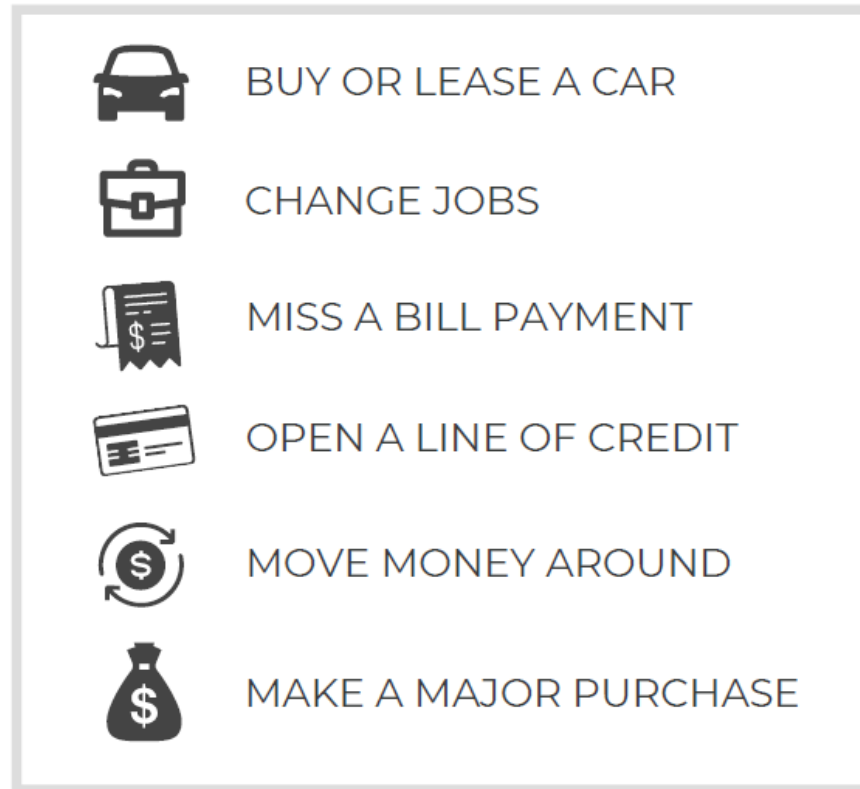 BUY OR LEASE A CAR
CHANGE JOBS
$
MISS A BILL PAYMENT
OPEN A LINE OF CREDIT
$
MOVE MONEY AROUND
$
MAKE A MAJOR PURCHASE